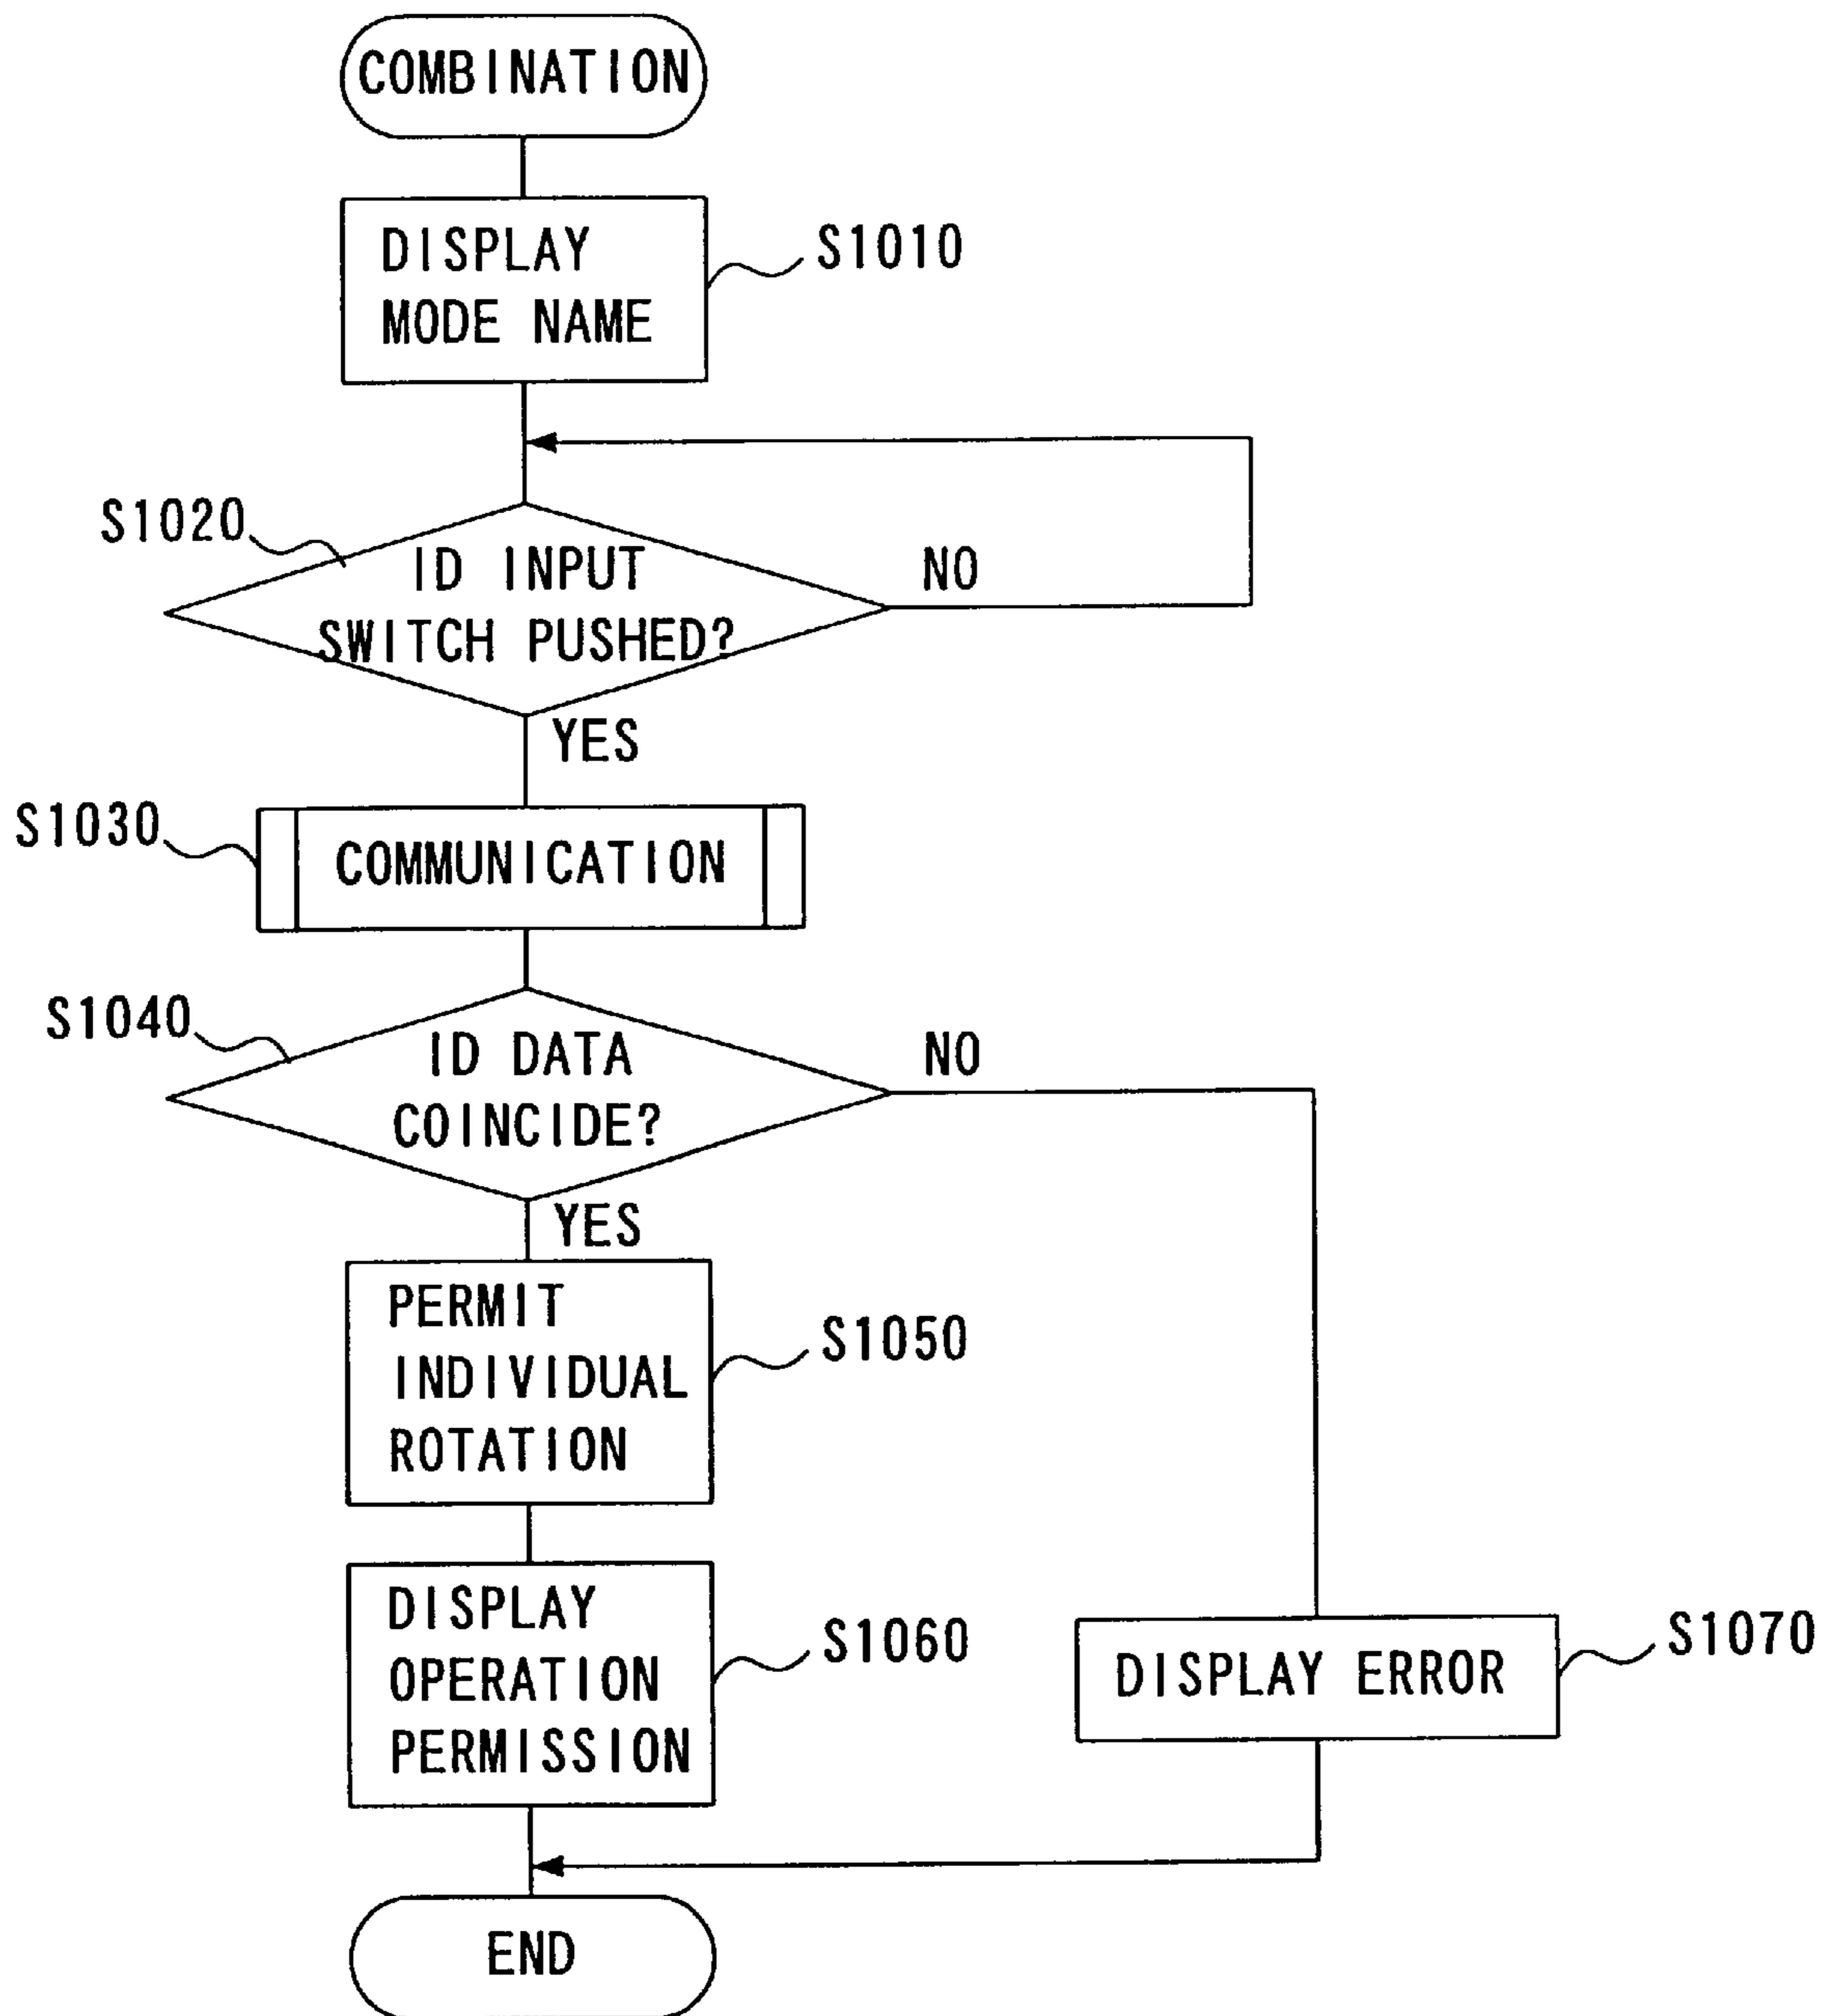 COMBINATION
DISPLAY
MODE NAME
S1010
S1020
ID INPUT
SWITCH PUSHED?
NO
YES
S1030
COMMUNICATION
S1040
ID DATA
COINCIDE?
NO
YES
PERMIT
INDIVIDUAL
ROTATION
S1050
DISPLAY
OPERATION
PERMISSION
S1060
DISPLAY ERROR
S1070
END